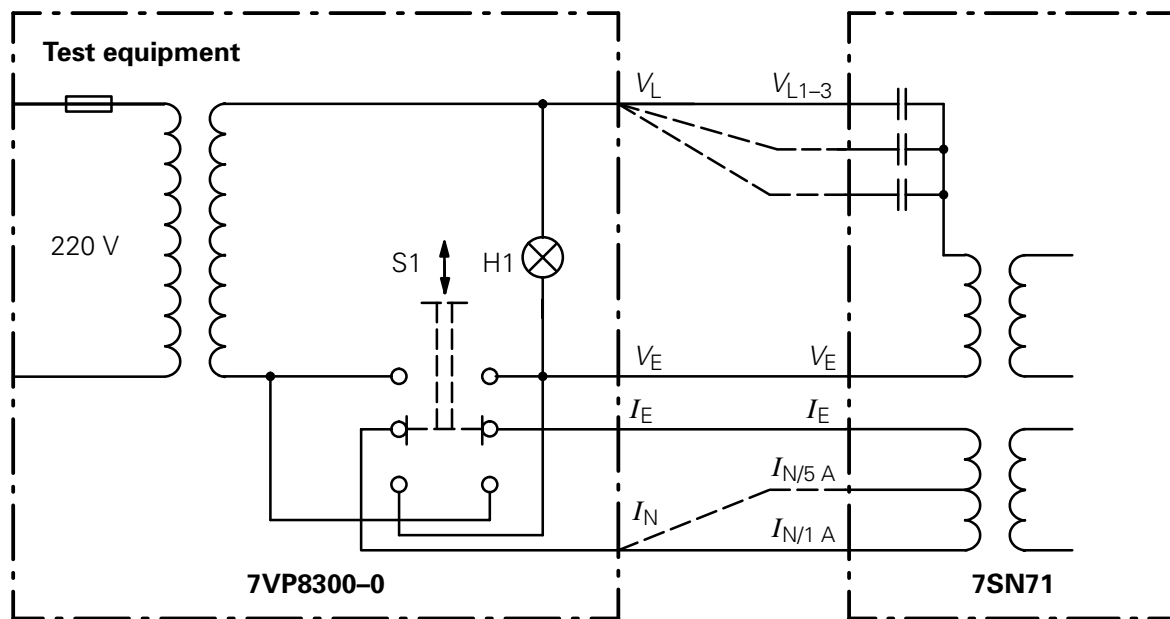 Test equipment
V_L
V_L1–3
220 V
S1
H1
V_E
V_E
I_E
I_E
I_N/5 A
I_N
I_N/1 A
7VP8300–0
7SN71